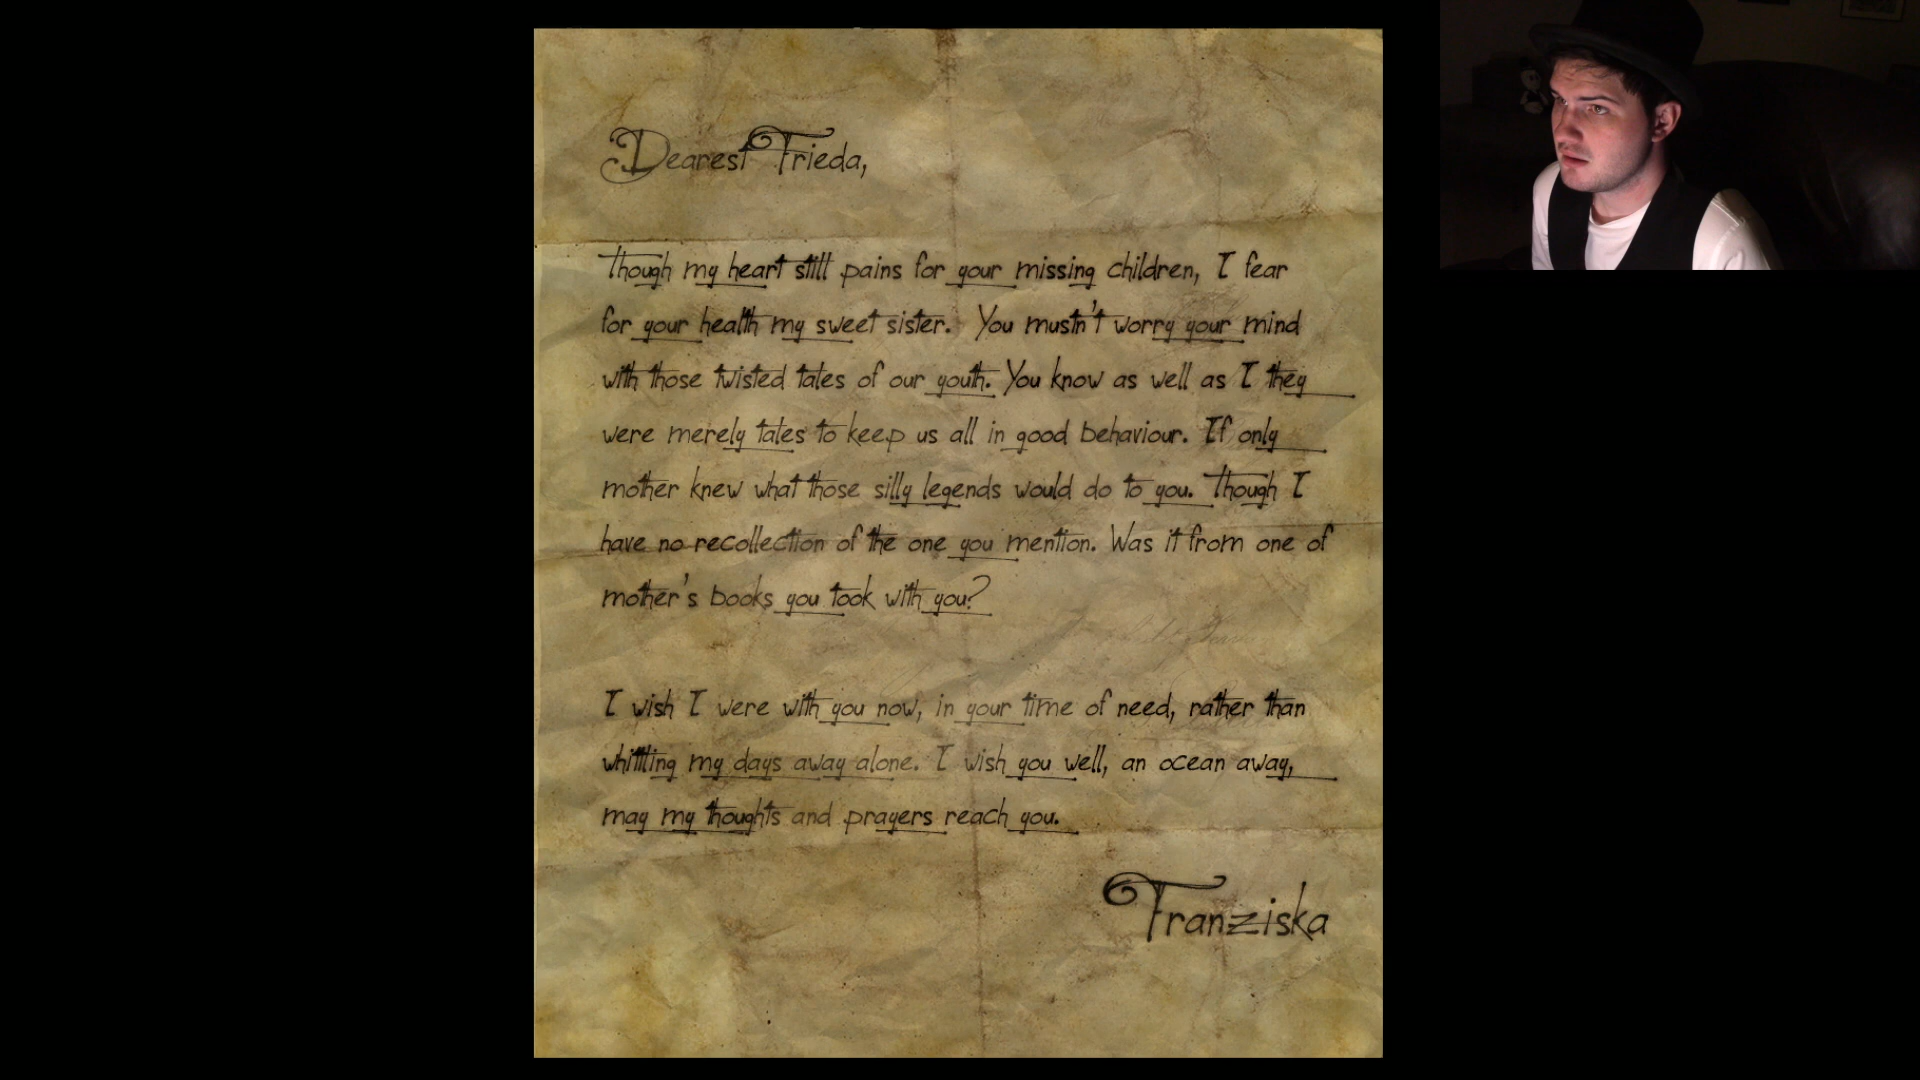 Dearest Frieda,
Though my heart still pains for your missing children, I fear
for your health my sweet sister. You mustn't worry your mind
with those twisted tales of our youth. You know as well as I they
were merely tales to keep us all in good behaviour. If only
mother knew what those silly legends would do to you. Though I
have no recollection of the one you mention. Was it from one of
mother's books you took with you?
I wish I were with you now, in your time of need, rather than
whittling my days away alone. I wish you well, an ocean away,
may my thoughts and prayers reach you.
Franziska